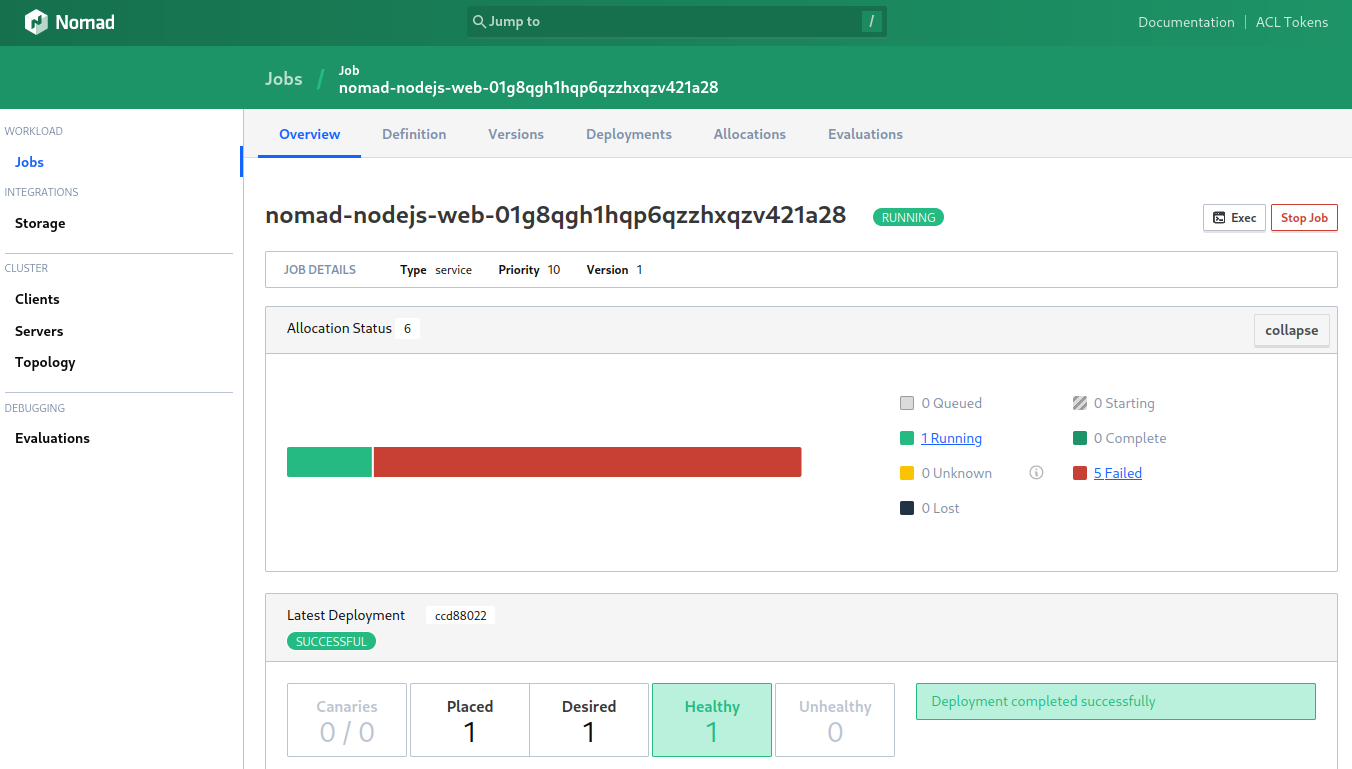 Nomad
Jump to
/
Documentation
ACL Tokens
Jobs
/
Job
nomad-nodejs-web-01g8qgh1hqp6qzzhxqzv421a28
WORKLOAD
Jobs
INTEGRATIONS
Storage
CLUSTER
Clients
Servers
Topology
DEBUGGING
Evaluations
Overview Definition Versions Deployments Allocations Evaluations
nomad-nodejs-web-01g8qgh1hqp6qzzhxqzv421a28 RUNNING
Exec Stop Job
JOB DETAILS Type service Priority 10 Version 1
Allocation Status 6
collapse
0 Queued 0 Starting
1 Running 0 Complete
0 Unknown 5 Failed
0 Lost
Latest Deployment ccd88022
SUCCESSFUL
Canaries Placed Desired Healthy Unhealthy
0 / 0 1 1 1 0
Deployment completed successfully